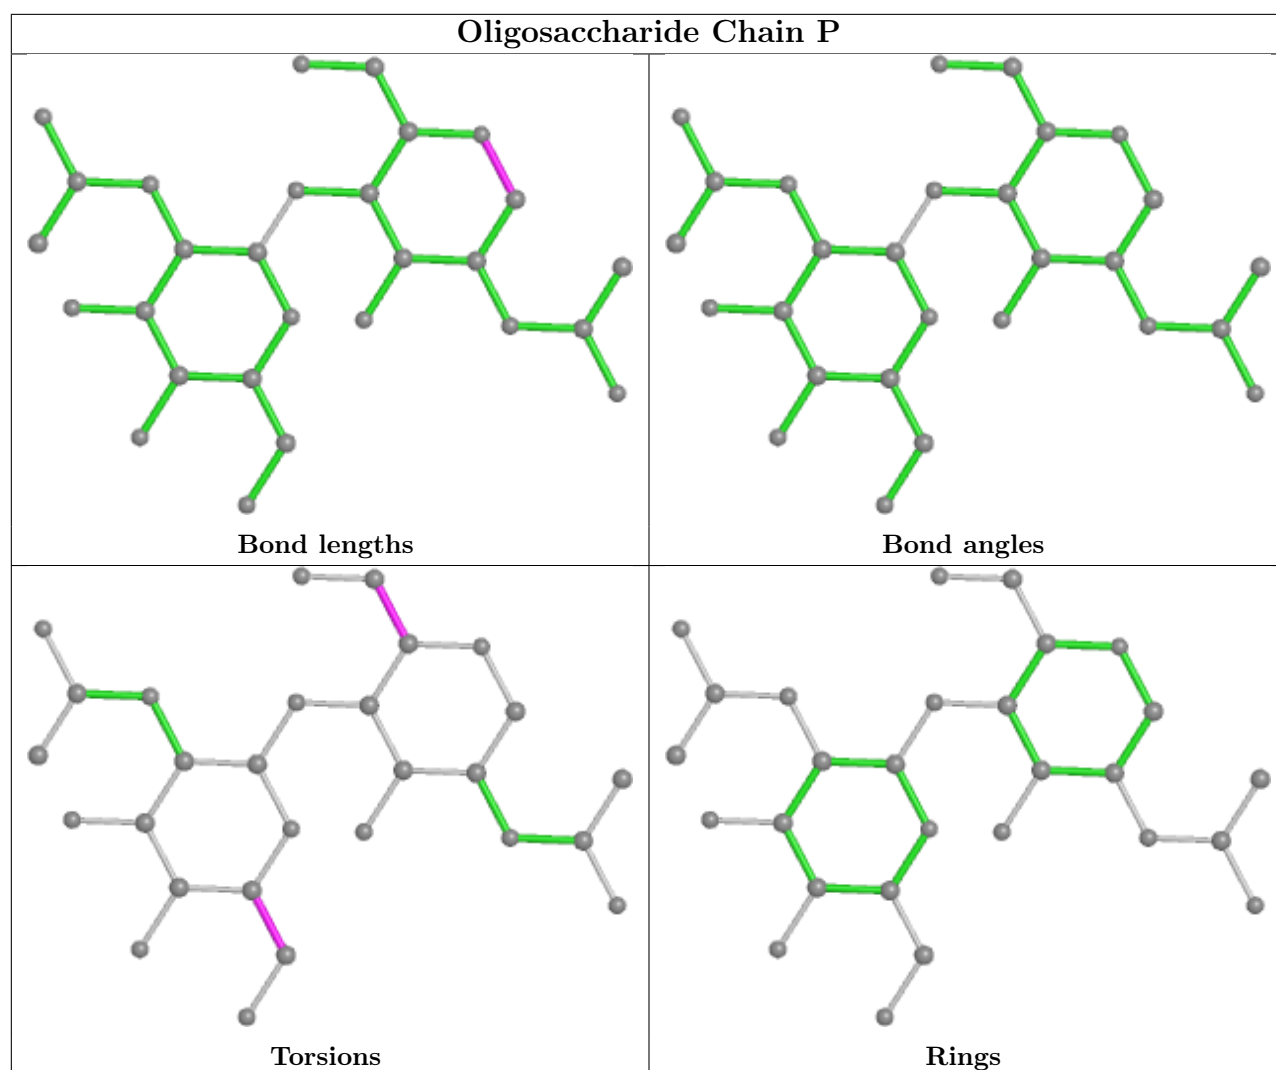 Oligosaccharide Chain P
Bond lengths
Bond angles
Torsions
Rings